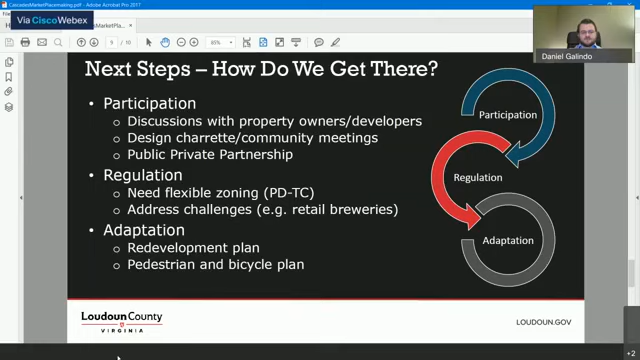 CascadesMarketPlacemaking.pdf - Adobe Acrobat Pro 2017
Via Cisco Webex
Daniel Galindo
Next Steps – How Do We Get There?
• Participation
o Discussions with property owners/developers
o Design charrette/community meetings
o Public Private Partnership
• Regulation
o Need flexible zoning (PD-TC)
o Address challenges (e.g. retail breweries)
• Adaptation
o Redevelopment plan
o Pedestrian and bicycle plan
Participation
Regulation
Adaptation
Loudoun County
VIRGINIA
LOUDOUN.GOV
+2